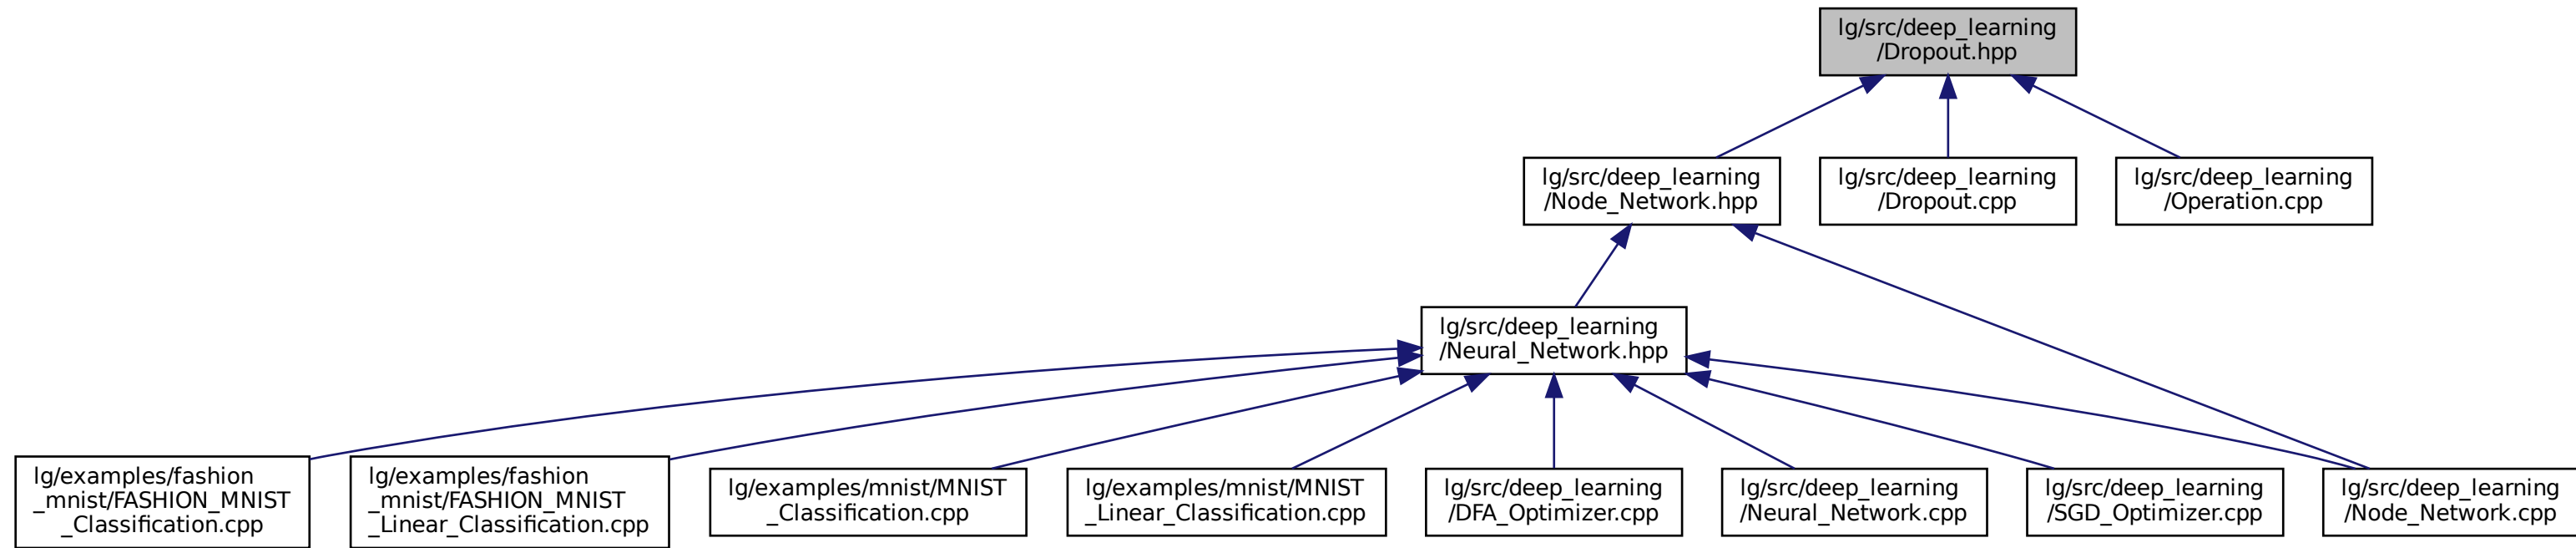 lg/src/deep_learning
/Dropout.hpp
lg/src/deep_learning
/Node_Network.hpp
lg/src/deep_learning
/Dropout.cpp
lg/src/deep_learning
/Operation.cpp
lg/src/deep_learning
/Neural_Network.hpp
lg/examples/fashion
_mnist/FASHION_MNIST
_Classification.cpp
lg/examples/fashion
_mnist/FASHION_MNIST
_Linear_Classification.cpp
lg/examples/mnist/MNIST
_Classification.cpp
lg/examples/mnist/MNIST
_Linear_Classification.cpp
lg/src/deep_learning
/DFA_Optimizer.cpp
lg/src/deep_learning
/Neural_Network.cpp
lg/src/deep_learning
/SGD_Optimizer.cpp
lg/src/deep_learning
/Node_Network.cpp